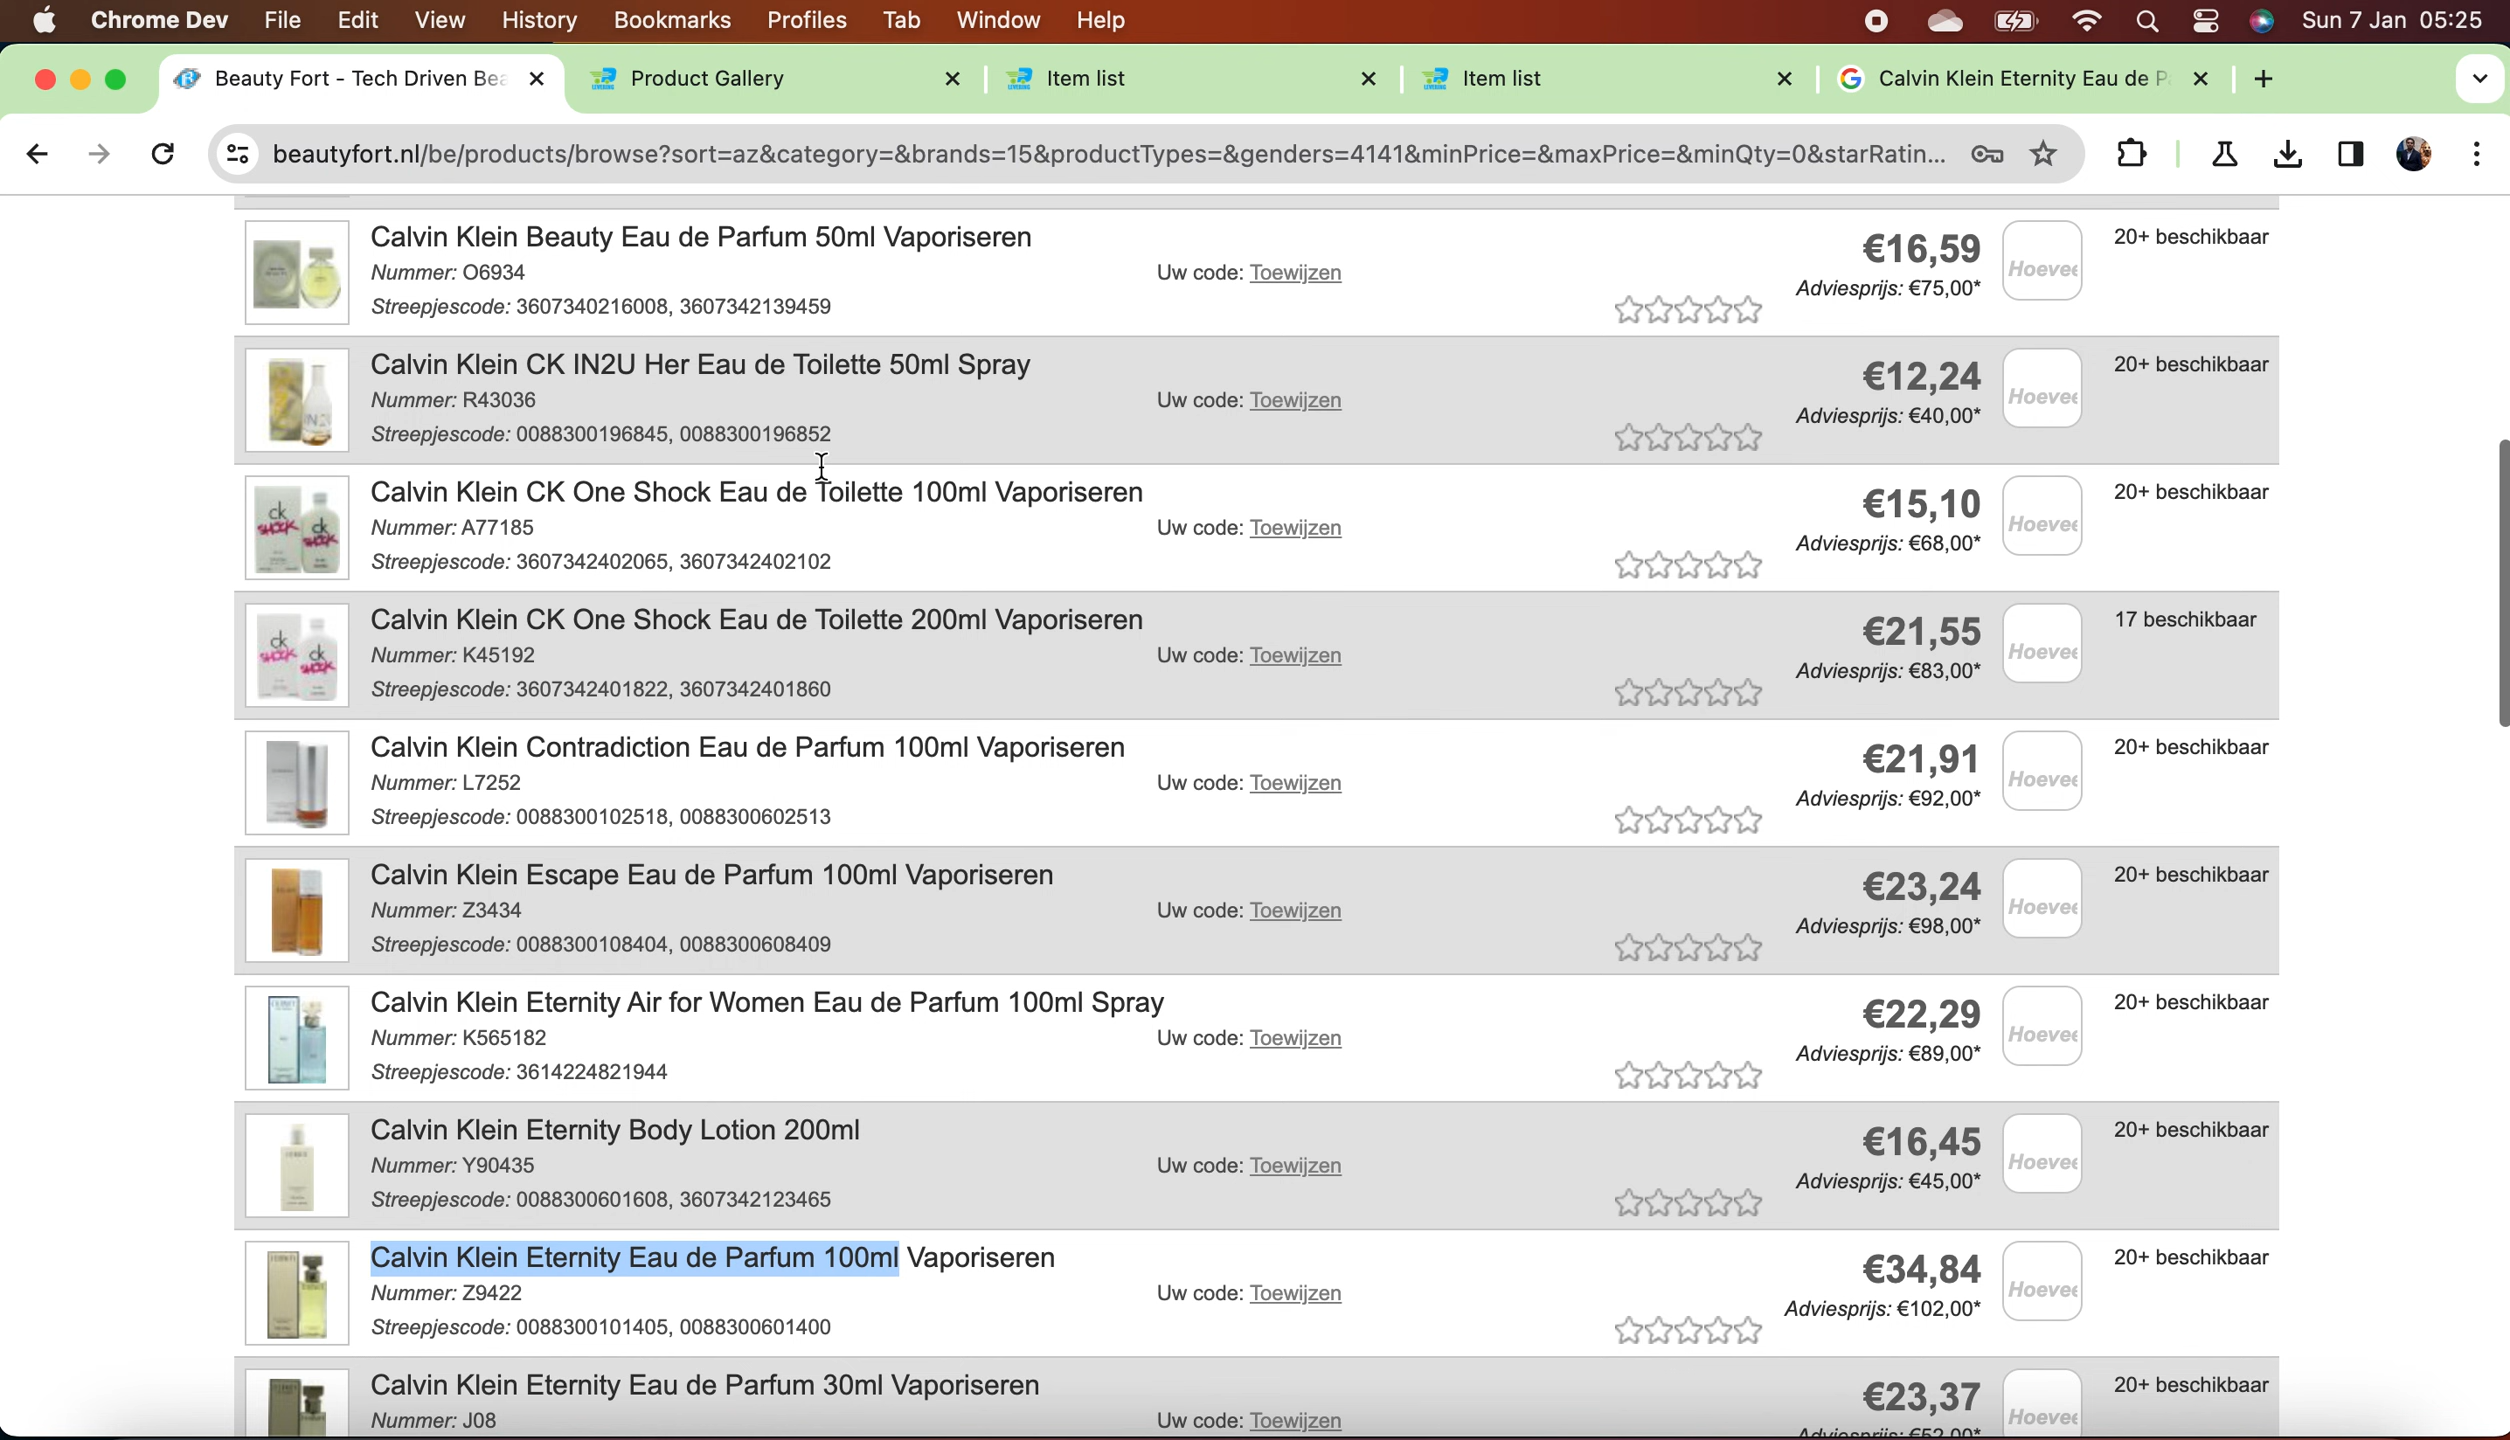 Chrome Dev File Edit View History Bookmarks Profiles Tab Window Help Sun 7 Jan 05:25
Beauty Fort - Tech Driven Bea Product Gallery Item list Item list Calvin Klein Eternity Eau de P
beautyfort.nl/be/products/browse?sort=az&category=&brands=15&productTypes=&genders=4141&minPrice=&maxPrice=&minQty=0&starRatin...
Calvin Klein Beauty Eau de Parfum 50ml Vaporiseren €16,59 20+ beschikbaar
Nummer: O6934 Uw code: Toewijzen Hoevee
Streepjescode: 3607340216008, 3607342139459 Adviesprijs: €75,00*
Calvin Klein CK IN2U Her Eau de Toilette 50ml Spray €12,24 20+ beschikbaar
Nummer: R43036 Uw code: Toewijzen Hoevee
Streepjescode: 0088300196845, 0088300196852 Adviesprijs: €40,00*
Calvin Klein CK One Shock Eau de Toilette 100ml Vaporiseren €15,10 20+ beschikbaar
Nummer: A77185 Uw code: Toewijzen Hoevee
Streepjescode: 3607342402065, 3607342402102 Adviesprijs: €68,00*
Calvin Klein CK One Shock Eau de Toilette 200ml Vaporiseren €21,55 17 beschikbaar
Nummer: K45192 Uw code: Toewijzen Hoevee
Streepjescode: 3607342401822, 3607342401860 Adviesprijs: €83,00*
Calvin Klein Contradiction Eau de Parfum 100ml Vaporiseren €21,91 20+ beschikbaar
Nummer: L7252 Uw code: Toewijzen Hoevee
Streepjescode: 0088300102518, 0088300602513 Adviesprijs: €92,00*
Calvin Klein Escape Eau de Parfum 100ml Vaporiseren €23,24 20+ beschikbaar
Nummer: Z3434 Uw code: Toewijzen Hoevee
Streepjescode: 0088300108404, 0088300608409 Adviesprijs: €98,00*
Calvin Klein Eternity Air for Women Eau de Parfum 100ml Spray €22,29 20+ beschikbaar
Nummer: K565182 Uw code: Toewijzen Hoevee
Streepjescode: 3614224821944 Adviesprijs: €89,00*
Calvin Klein Eternity Body Lotion 200ml €16,45 20+ beschikbaar
Nummer: Y90435 Uw code: Toewijzen Hoevee
Streepjescode: 0088300601608, 3607342123465 Adviesprijs: €45,00*
Calvin Klein Eternity Eau de Parfum 100ml Vaporiseren €34,84 20+ beschikbaar
Nummer: Z9422 Uw code: Toewijzen Hoevee
Streepjescode: 0088300101405, 0088300601400 Adviesprijs: €102,00*
Calvin Klein Eternity Eau de Parfum 30ml Vaporiseren €23,37 20+ beschikbaar
Nummer: J08 Uw code: Toewijzen Hoevee
Adviesprijs: €52,00*